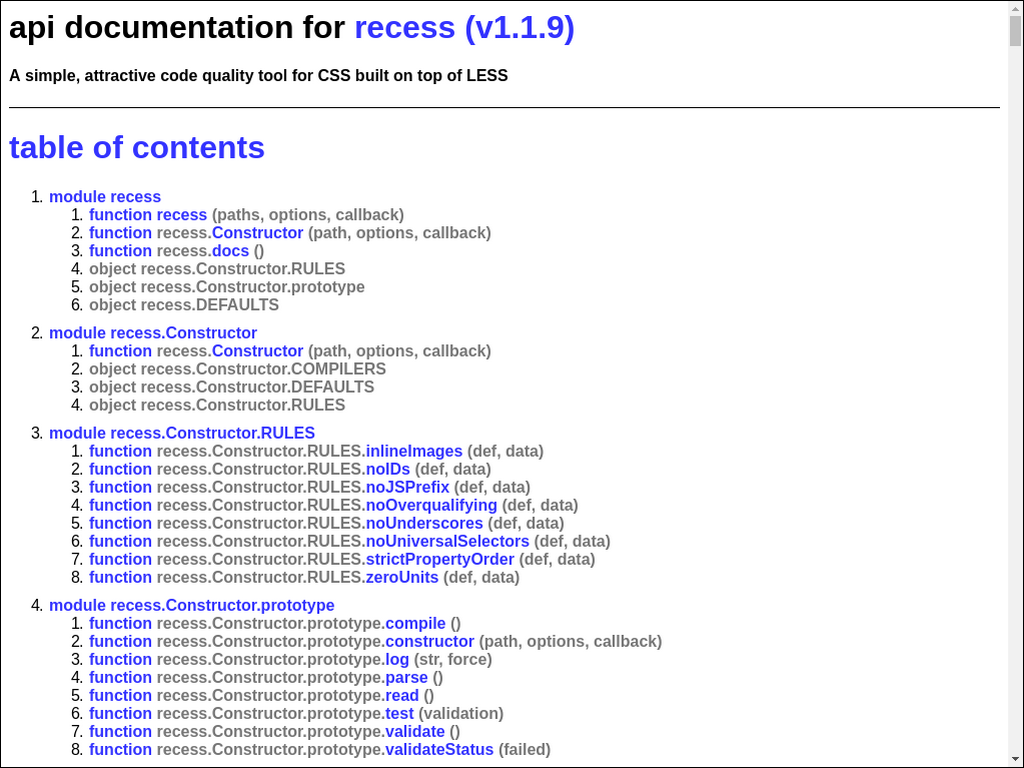 api documentation for recess (v1.1.9)
A simple, attractive code quality tool for CSS built on top of LESS
table of contents
1. module recess
1. function recess (paths, options, callback)
2. function recess.Constructor (path, options, callback)
3. function recess.docs ()
4. object recess.Constructor.RULES
5. object recess.Constructor.prototype
6. object recess.DEFAULTS
2. module recess.Constructor
1. function recess.Constructor (path, options, callback)
2. object recess.Constructor.COMPILERS
3. object recess.Constructor.DEFAULTS
4. object recess.Constructor.RULES
3. module recess.Constructor.RULES
1. function recess.Constructor.RULES.inlineImages (def, data)
2. function recess.Constructor.RULES.noIDs (def, data)
3. function recess.Constructor.RULES.noJSPrefix (def, data)
4. function recess.Constructor.RULES.noOverqualifying (def, data)
5. function recess.Constructor.RULES.noUnderscores (def, data)
6. function recess.Constructor.RULES.noUniversalSelectors (def, data)
7. function recess.Constructor.RULES.strictPropertyOrder (def, data)
8. function recess.Constructor.RULES.zeroUnits (def, data)
4. module recess.Constructor.prototype
1. function recess.Constructor.prototype.compile ()
2. function recess.Constructor.prototype.constructor (path, options, callback)
3. function recess.Constructor.prototype.log (str, force)
4. function recess.Constructor.prototype.parse ()
5. function recess.Constructor.prototype.read ()
6. function recess.Constructor.prototype.test (validation)
7. function recess.Constructor.prototype.validate ()
8. function recess.Constructor.prototype.validateStatus (failed)